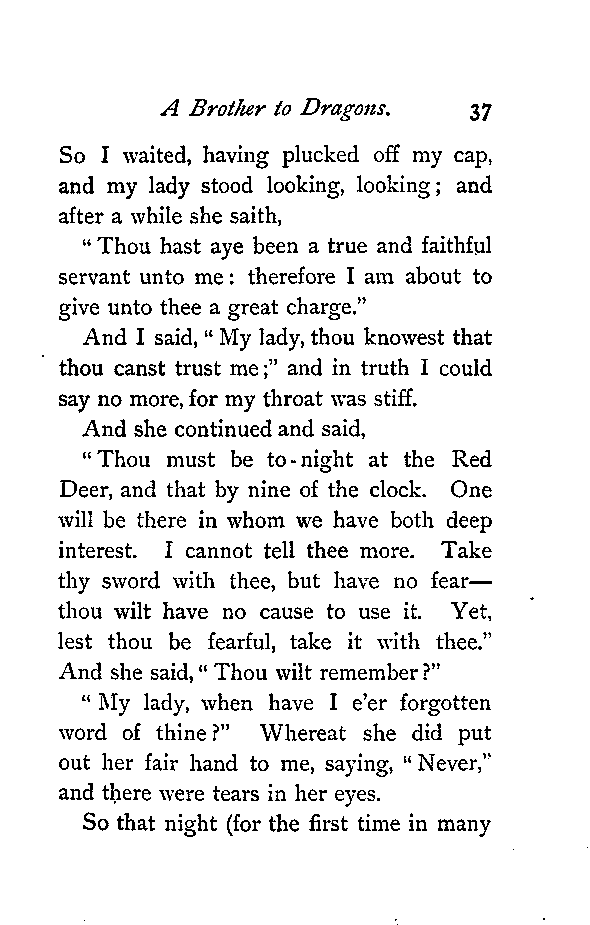 A Brother to Dragons. 37
So I waited, having plucked off my cap,
and my lady stood looking, looking; and
after a while she saith,
"Thou hast aye been a true and faithful
servant unto me: therefore I am about to
give unto thee a great charge."
And I said, "My lady, thou knowest that
thou canst trust me;" and in truth I could
say no more, for my throat was stiff.
And she continued and said,
"Thou must be to-night at the Red
Deer, and that by nine of the clock. One
will be there in whom we have both deep
interest. I cannot tell thee more. Take
thy sword with thee, but have no fear—
thou wilt have no cause to use it. Yet,
lest thou be fearful, take it with thee."
And she said, "Thou wilt remember?"
"My lady, when have I e'er forgotten
word of thine?" Whereat she did put
out her fair hand to me, saying, "Never,"
and there were tears in her eyes.
So that night (for the first time in many